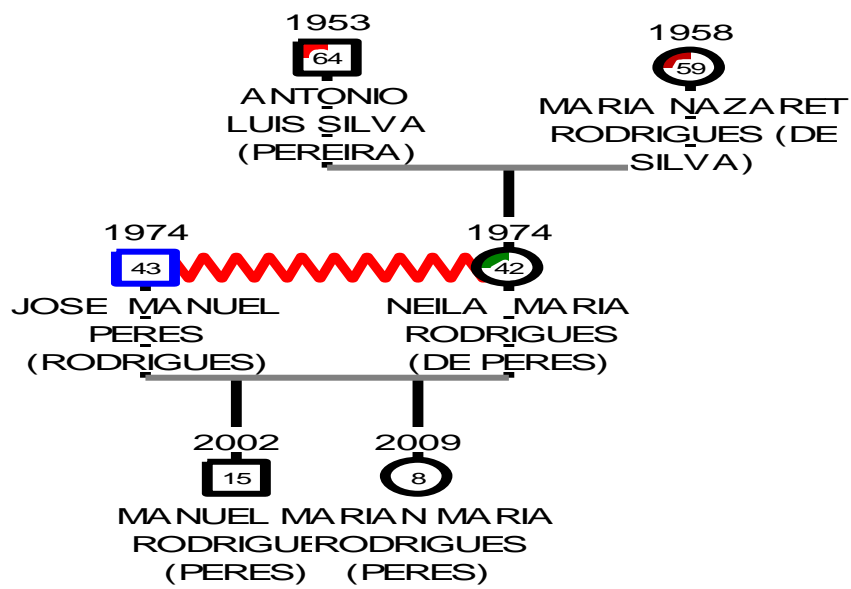 1953
64
ANTONIO
LUIS SILVA
(PEREIRA)
1958
59
MARIA NAZARET
RODRIGUES (DE
SILVA)
1974
43
JOSE MANUEL
PERES
(RODRIGUES)
1974
42
NEILA MARIA
RODRIGUES
(DE PERES)
2002
15
MANUEL
RODRIGUE
(PERES)
2009
8
MARIAN MARIA
RODRIGUES
(PERES)